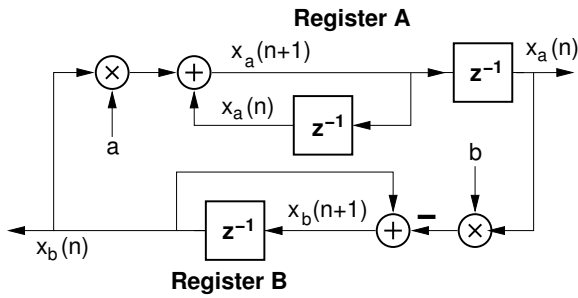 Register A
x_a(n+1)
x_a(n)
×
+
z⁻¹
x_a(n)
z⁻¹
a
b
x_b(n+1)
z⁻¹
+
−
×
x_b(n)
Register B